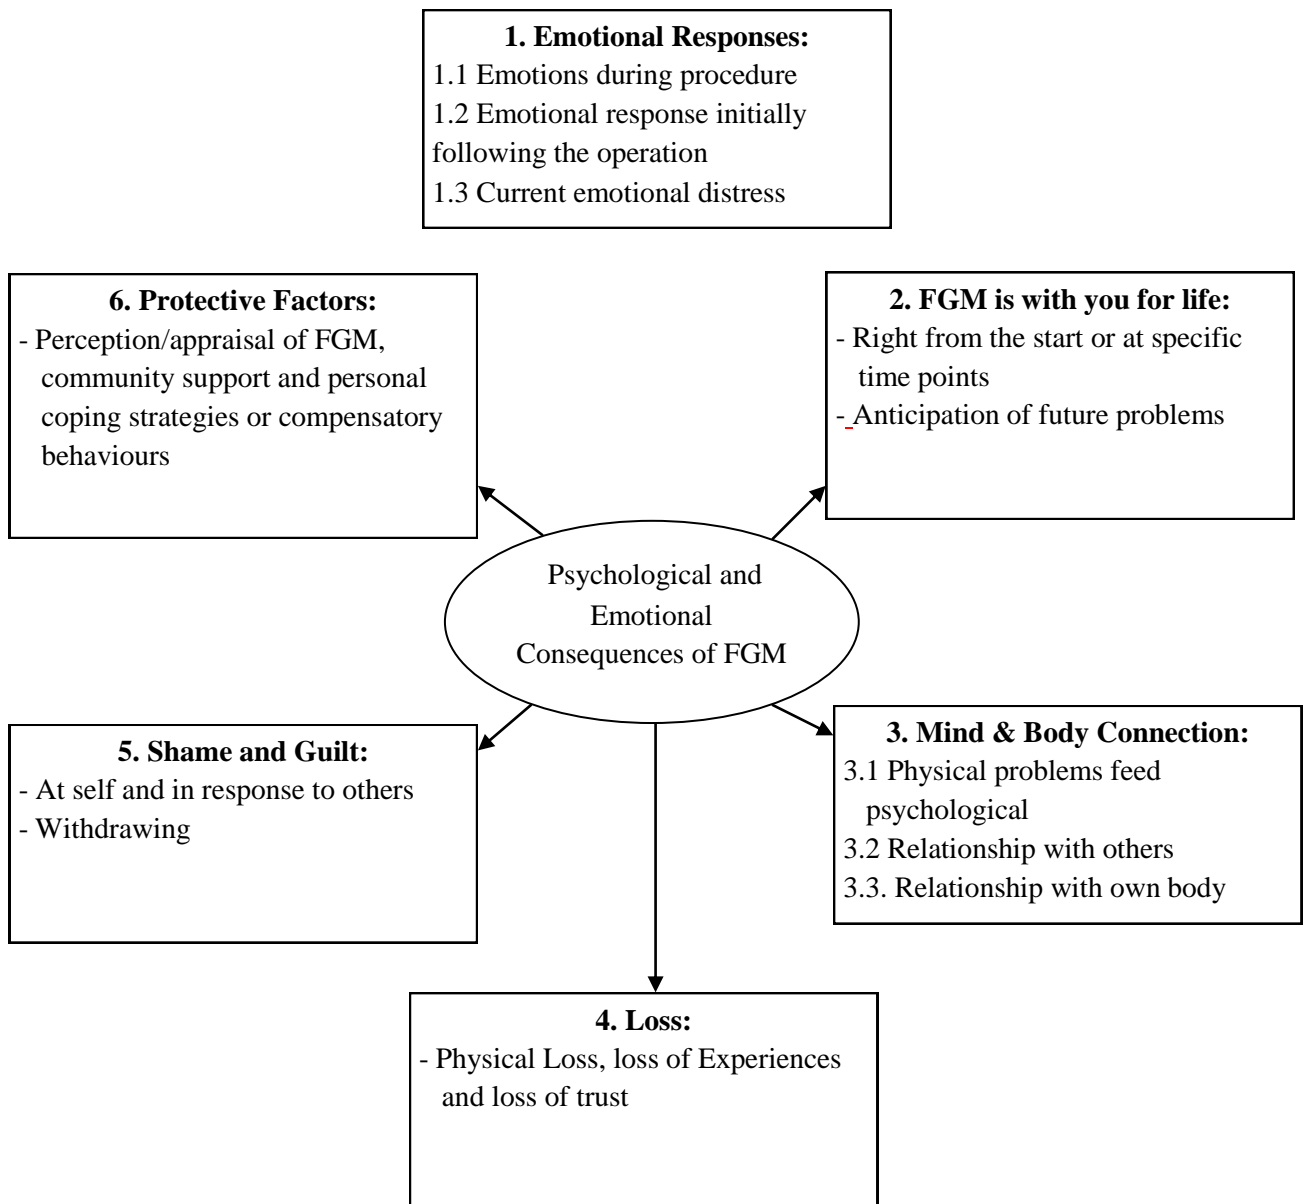 1. Emotional Responses:
1.1 Emotions during procedure
1.2 Emotional response initially
following the operation
1.3 Current emotional distress
6. Protective Factors:
- Perception/appraisal of FGM,
community support and personal
coping strategies or compensatory
behaviours
2. FGM is with you for life:
- Right from the start or at specific
time points
- Anticipation of future problems
Psychological and
Emotional
Consequences of FGM
5. Shame and Guilt:
- At self and in response to others
- Withdrawing
3. Mind & Body Connection:
3.1 Physical problems feed
psychological
3.2 Relationship with others
3.3. Relationship with own body
4. Loss:
- Physical Loss, loss of Experiences
and loss of trust